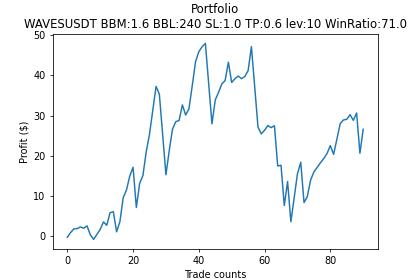 Portfolio
WAVESUSDT BBM:1.6 BBL:240 SL:1.0 TP:0.6 lev:10 WinRatio:71.0
50
40
30
20
10
0
Profit ($)
0 20 40 60 80
Trade counts